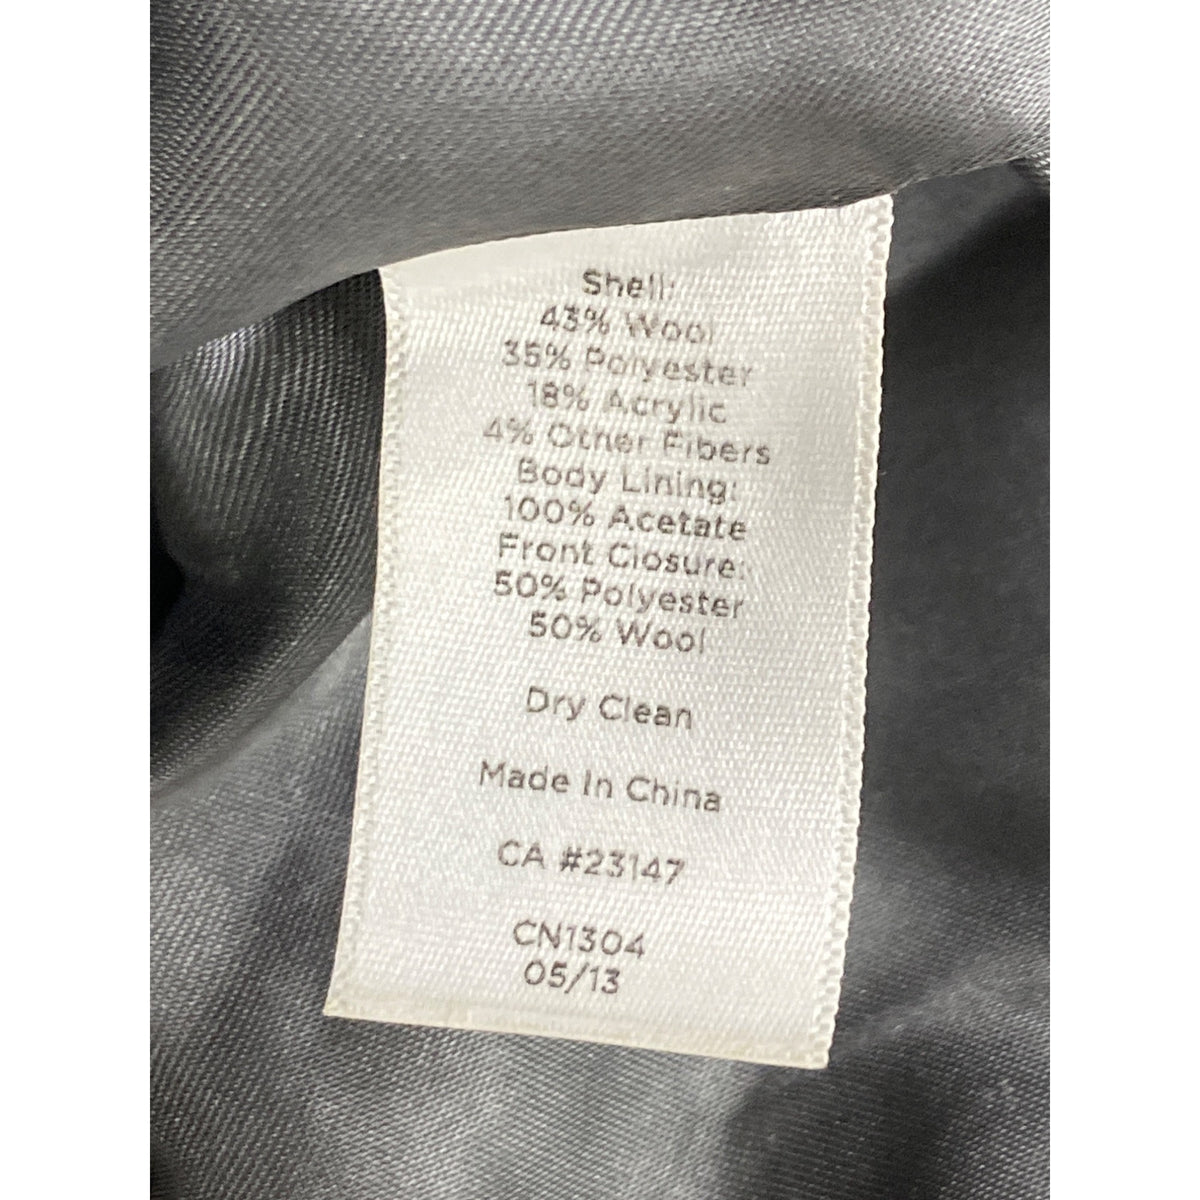 Shell:
43% Wool
35% Polyester
18% Acrylic
4% Other Fibers
Body Lining:
100% Acetate
Front Closure:
50% Polyester
50% Wool
Dry Clean
Made In China
CA #23147
CN1304
05/13